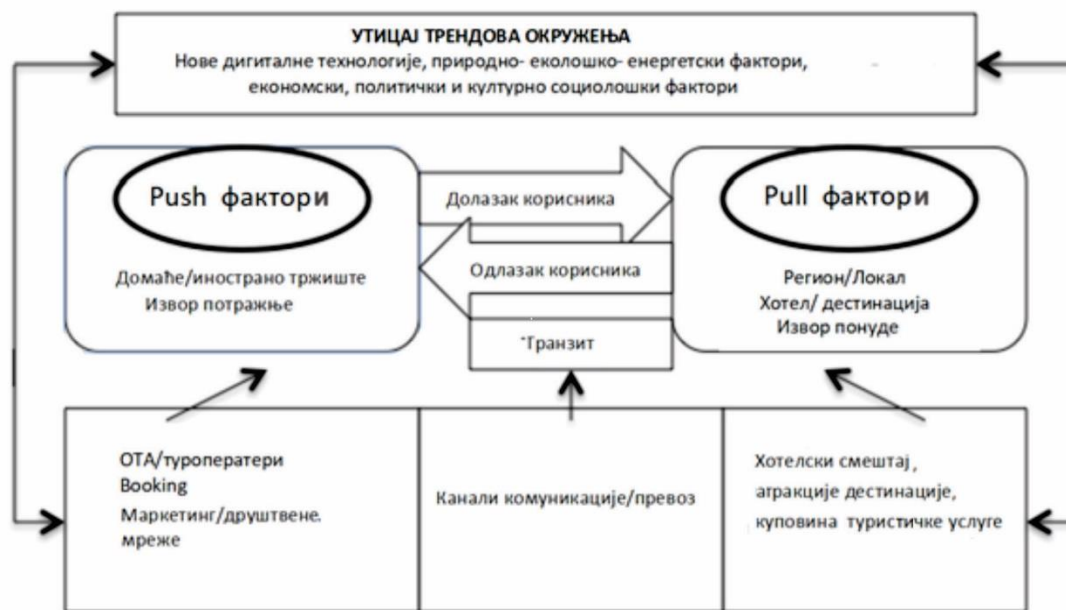 УТИЦАЈ ТРЕНДОВА ОКРУЖЕЊА
Нове дигиталне технологије, природно- еколошко- енергетски фактори,
економски, политички и културно социолошки фактори
Push фактори
Домаће/инострано тржиште
Извор потражње
Долазак корисника
Одлазак корисника
Транзит
Pull фактори
Регион/Локал
Хотел/ дестинација
Извор понуде
ОТА/туроператери
Booking
Маркетинг/друштвене.
мреже
Канали комуникације/превоз
Хотелски смештај,
атракције дестинације,
куповина туристичке услуге